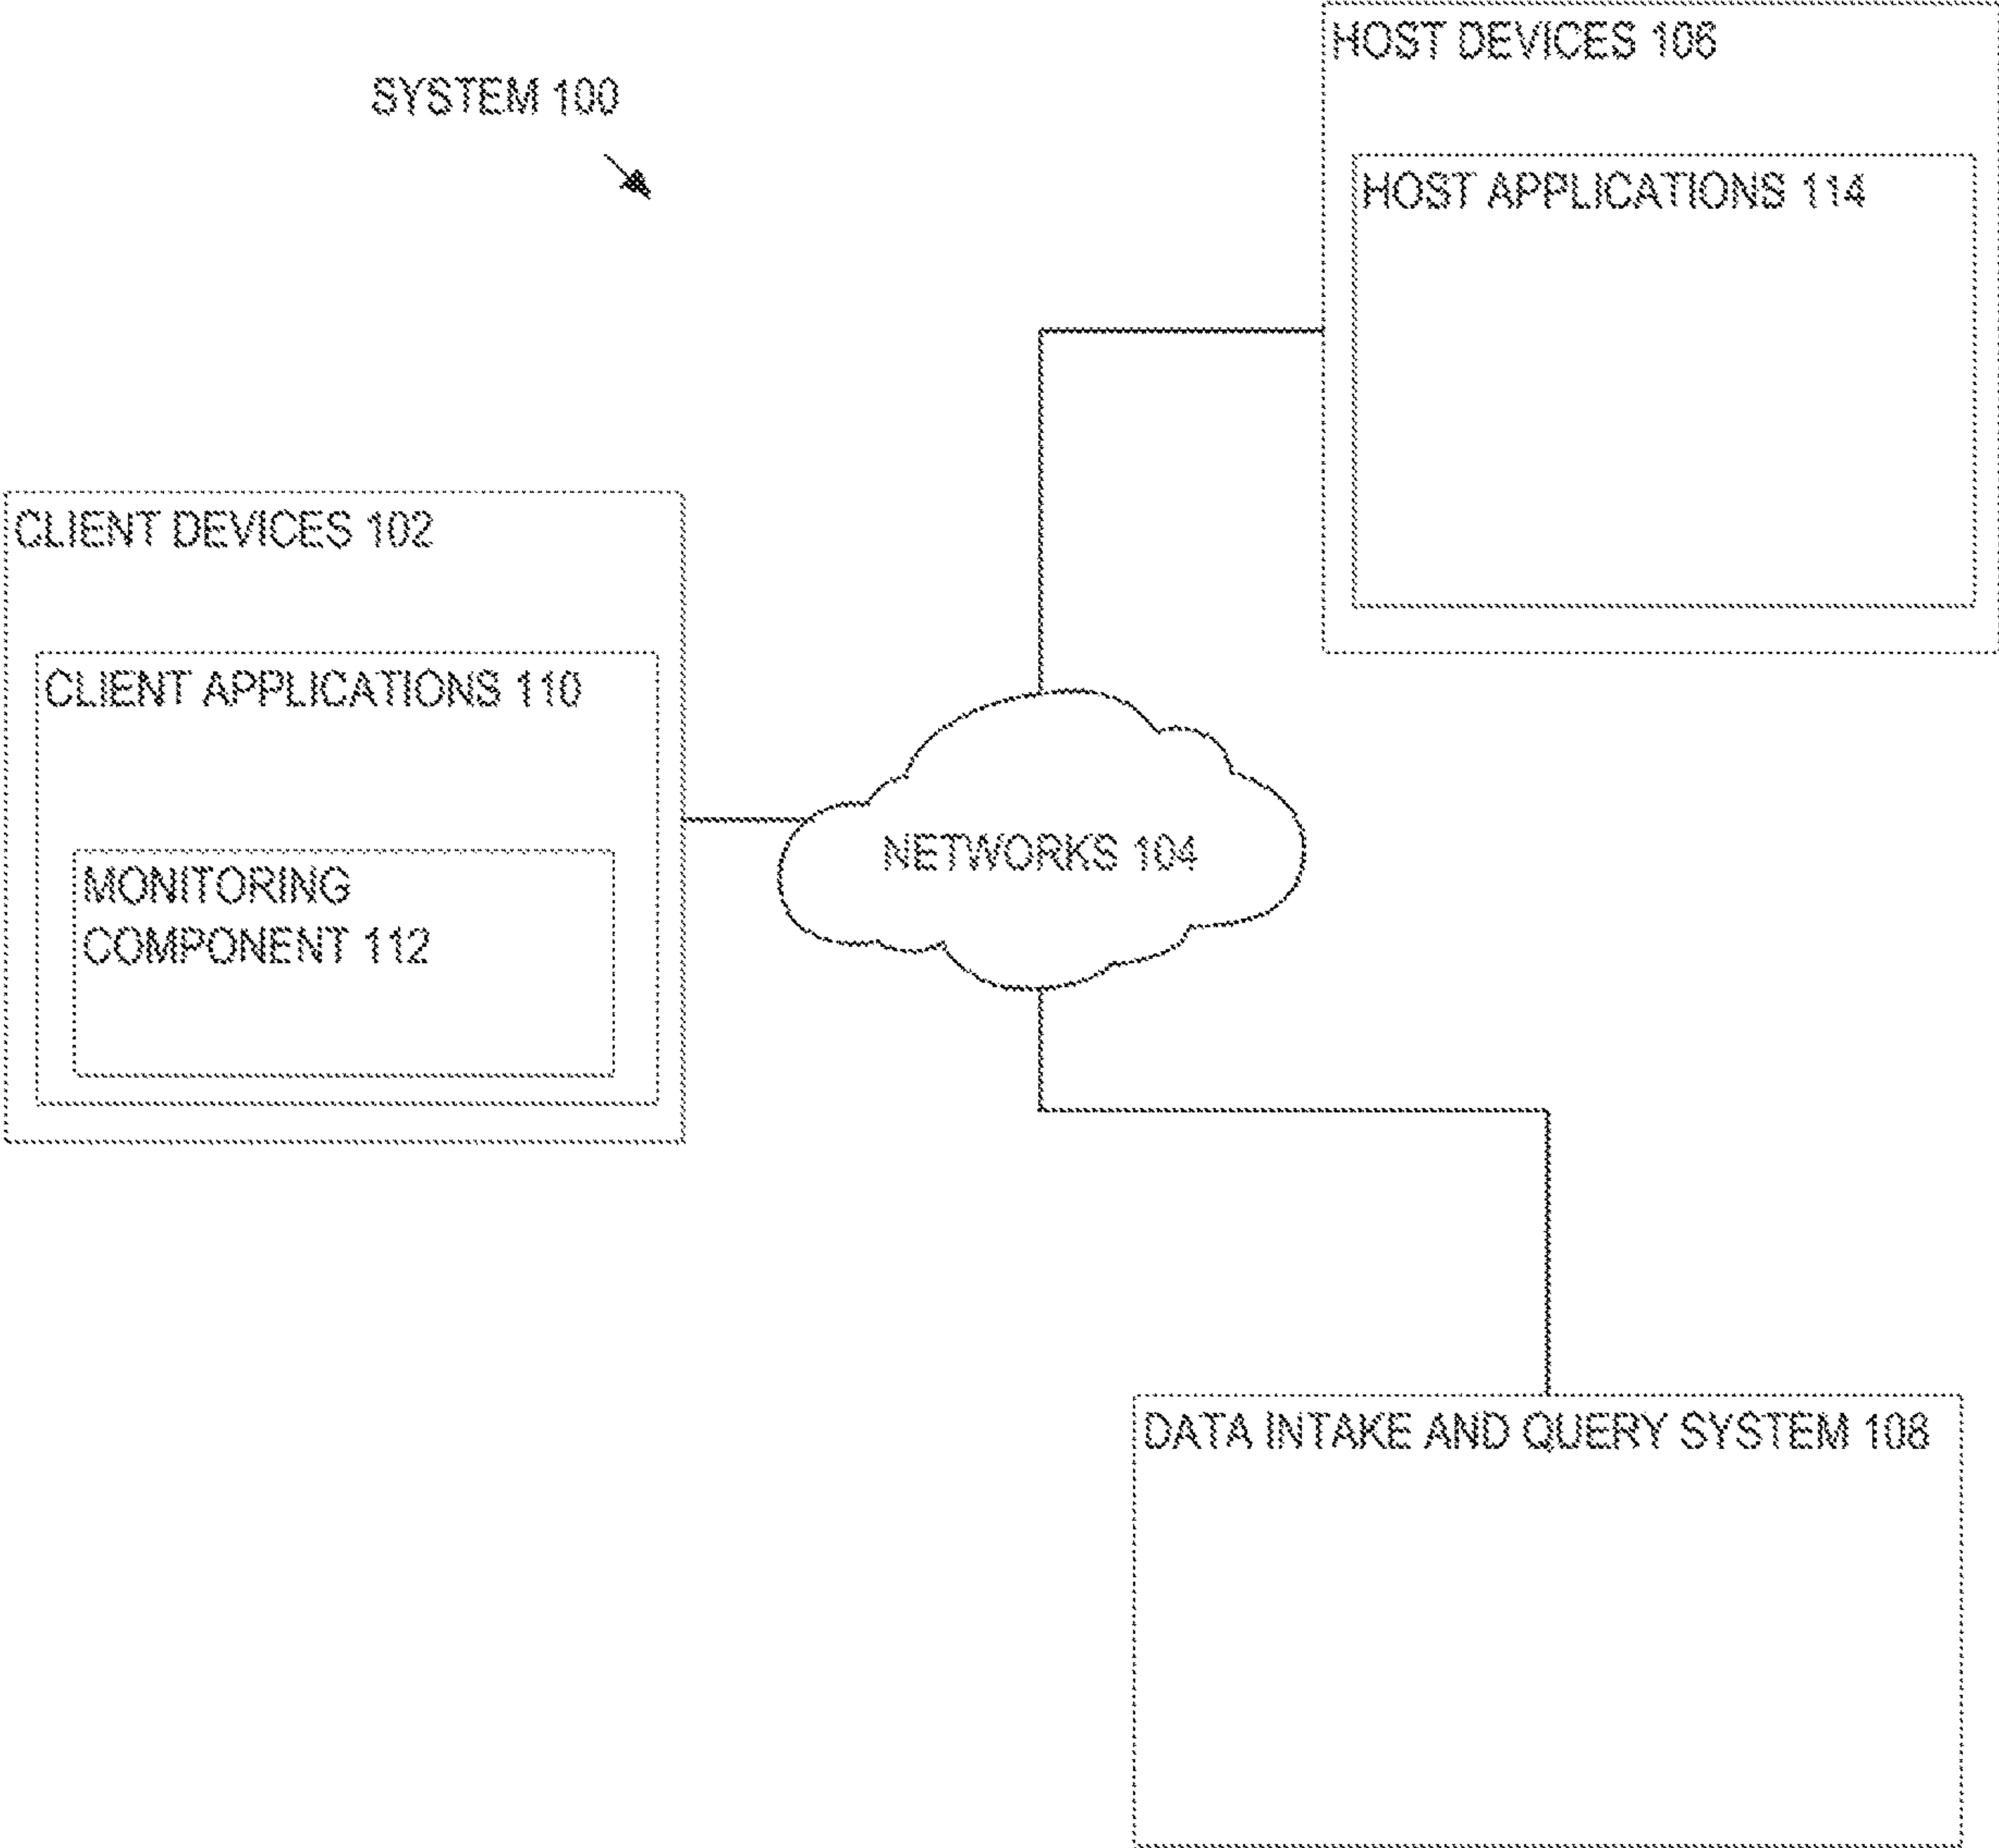 SYSTEM 100
HOST DEVICES 106
HOST APPLICATIONS 114
CLIENT DEVICES 102
CLIENT APPLICATIONS 110
MONITORING
COMPONENT 112
NETWORKS 104
DATA INTAKE AND QUERY SYSTEM 108